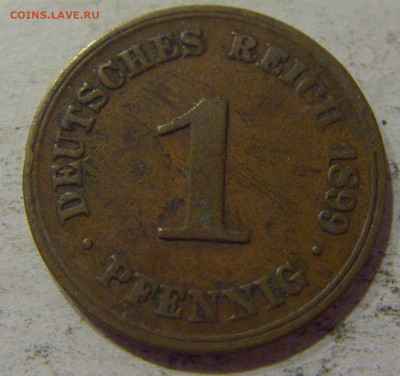 COINS.LAVE.RU
DEUTSCHES REICH 1899
1
· PFENNIG ·